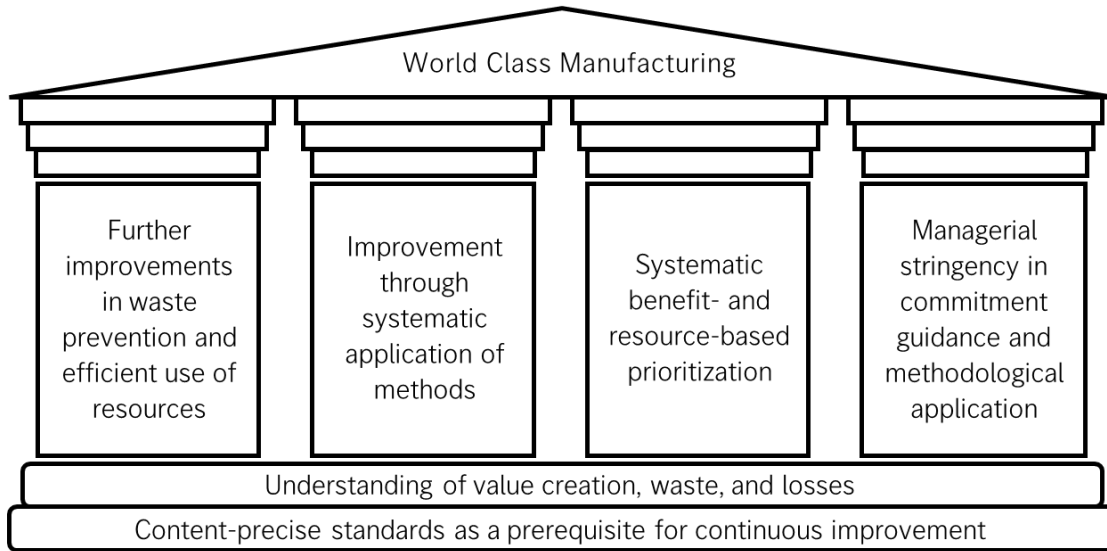 World Class Manufacturing
Further
improvements
in waste
prevention and
efficient use of
resources
Improvement
through
systematic
application of
methods
Systematic
benefit- and
resource-based
prioritization
Managerial
stringency in
commitment
guidance and
methodological
application
Understanding of value creation, waste, and losses
Content-precise standards as a prerequisite for continuous improvement